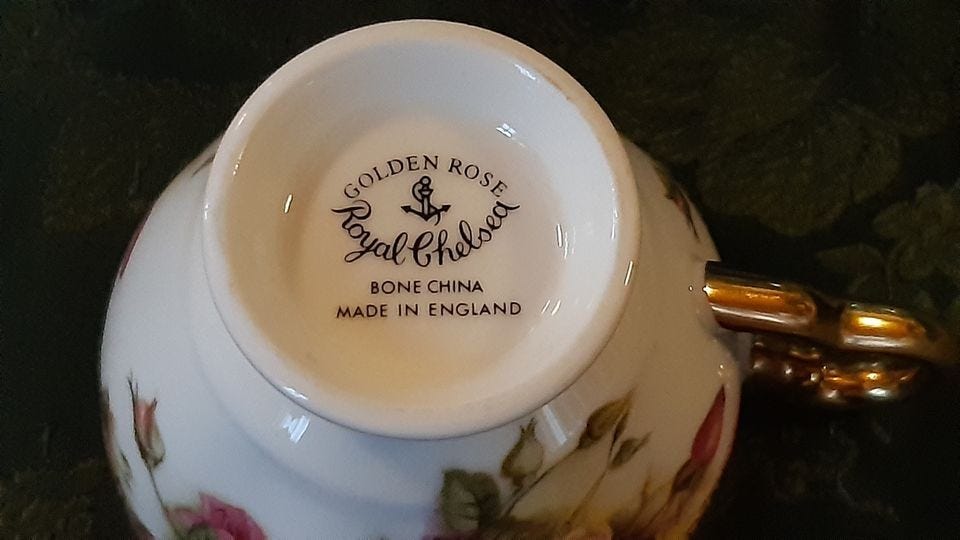 GOLDEN ROSE
Royal Chelsea
BONE CHINA
MADE IN ENGLAND